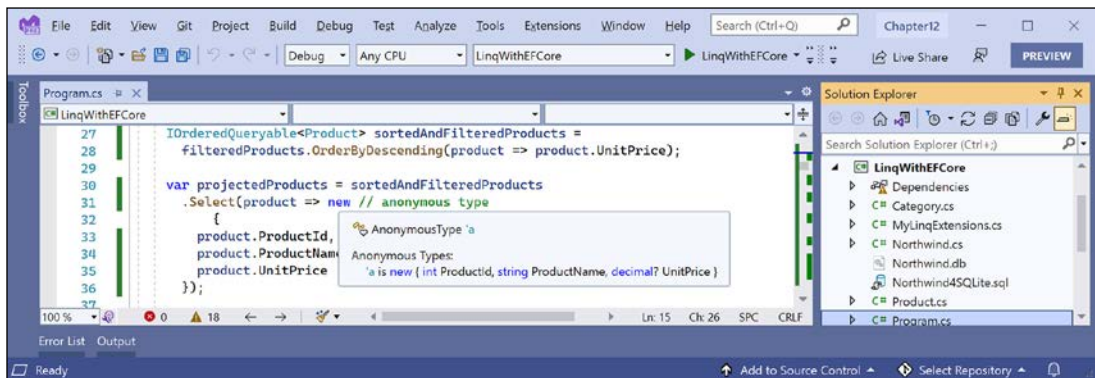 File Edit View Git Project Build Debug Test Analyze Tools Extensions Window Help Search (Ctrl+Q) Chapter12
Debug Any CPU LinqWithEFCore LinqWithEFCore Live Share PREVIEW
Toolbox
Program.cs
LinqWithEFCore
27 IOrderedQueryable<Product> sortedAndFilteredProducts =
28 filteredProducts.OrderByDescending(product => product.UnitPrice);
29
30 var projectedProducts = sortedAndFilteredProducts
31 .Select(product => new // anonymous type
32 {
33 product.ProductId,
34 product.ProductNam
35 product.UnitPrice
36 });
37
AnonymousType 'a
Anonymous Types:
'a is new { int ProductId, string ProductName, decimal? UnitPrice }
100 % 0 18 Ln: 15 Ch: 26 SPC CRLF
Solution Explorer
Search Solution Explorer (Ctrl+;)
LinqWithEFCore
Dependencies
C# Category.cs
C# MyLinqExtensions.cs
C# Northwind.cs
Northwind.db
Northwind4SQLite.sql
C# Product.cs
C# Program.cs
Error List Output
Ready Add to Source Control Select Repository